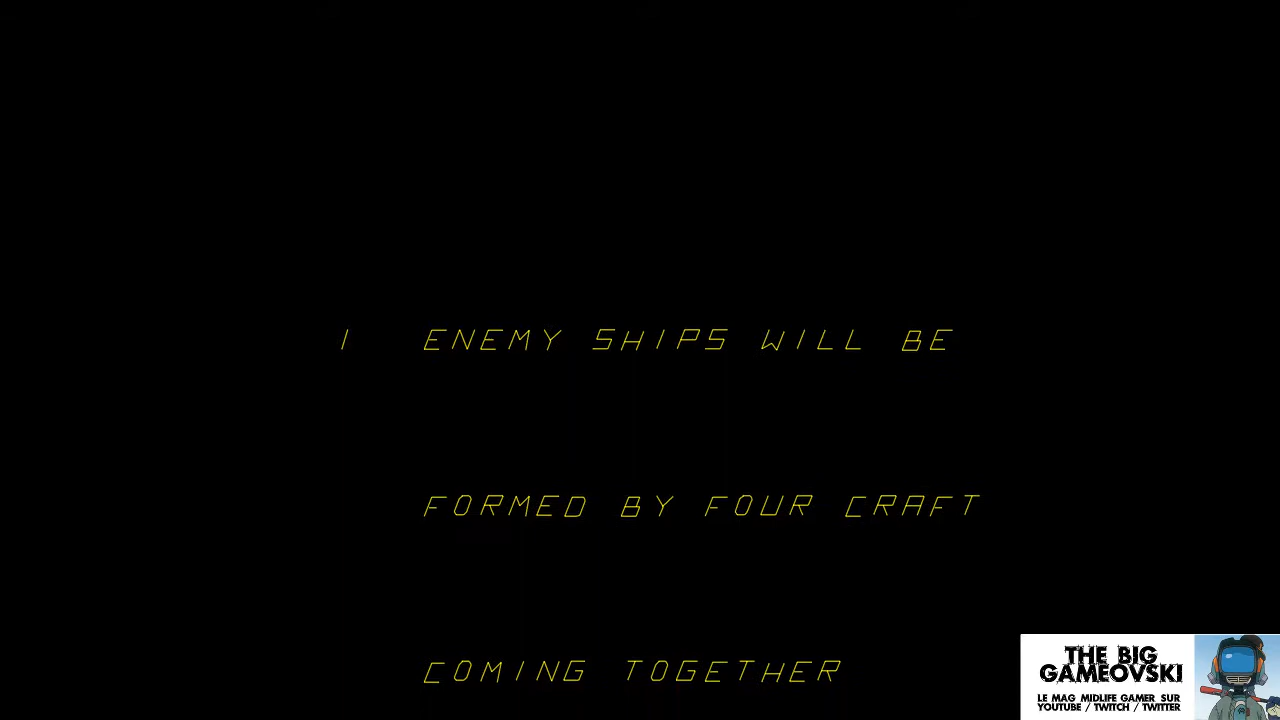 1 ENEMY SHIPS WILL BE
FORMED BY FOUR CRAFT
COMING TOGETHER
THE BIG
GAMEOVSKI
LE MAG MIDLIFE GAMER SUR
YOUTUBE / TWITCH / TWITTER